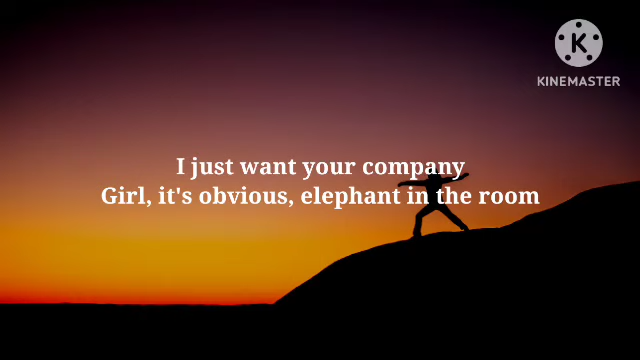 KINEMASTER
I just want your company
Girl, it's obvious, elephant in the room